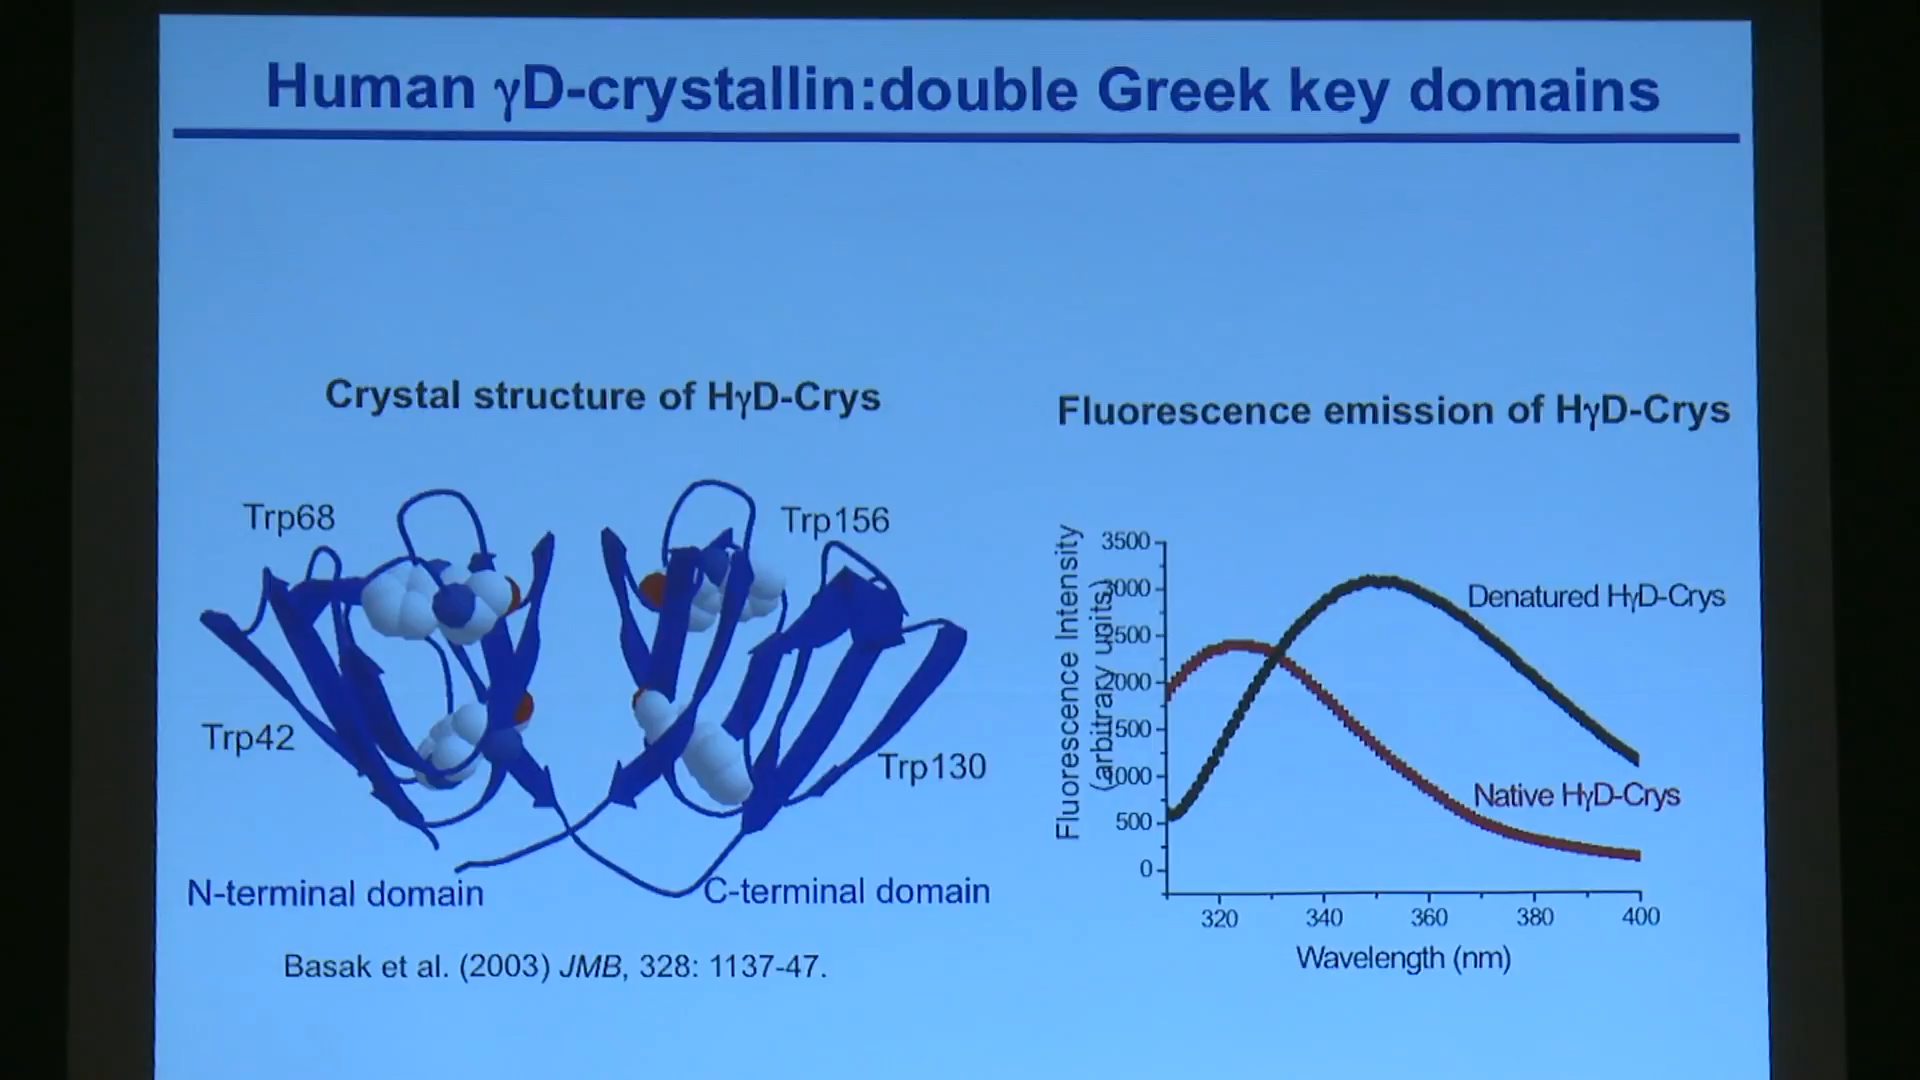 Human γD-crystallin:double Greek key domains
Crystal structure of HγD-Crys
Trp68
Trp156
Trp42
Trp130
N-terminal domain
C-terminal domain
Basak et al. (2003) JMB, 328: 1137-47.
Fluorescence emission of HγD-Crys
Fluorescence Intensity
(arbitrary units)
3500
3000
2500
2000
1500
1000
500
0
Denatured HγD-Crys
Native HγD-Crys
320 340 360 380 400
Wavelength (nm)